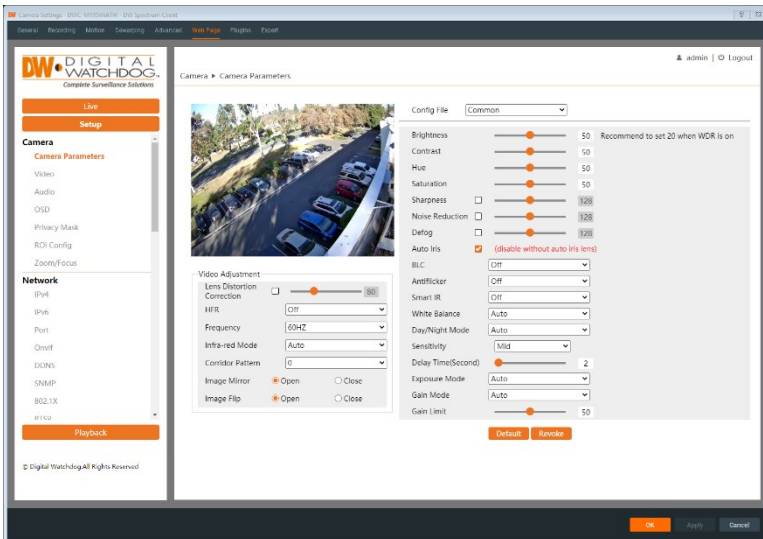 Camera Settings - DWC-MTT4Wi28TW - DW Spectrum Client
General Recording Motion Dewarping Advanced Web Page Plugins Expert
DW DIGITAL WATCHDOG
Complete Surveillance Solutions
admin | Logout
Live
Setup
Camera
Camera Parameters
Video
Audio
OSD
Privacy Mask
ROI Config
Zoom/Focus
Network
IPv4
IPv6
Port
Onvif
DDNS
SNMP
802.1X
Playback
© Digital Watchdog.All Rights Reserved
Camera ▸ Camera Parameters
Video Adjustment
Lens Distortion Correction 80
HFR Off
Frequency 60HZ
Infra-red Mode Auto
Corridor Pattern 0
Image Mirror Open Close
Image Flip Open Close
Config File Common
Brightness 50 Recommend to set 20 when WDR is on
Contrast 50
Hue 50
Saturation 50
Sharpness 128
Noise Reduction 128
Defog 128
Auto Iris (disable without auto iris lens)
BLC Off
Antiflicker Off
Smart IR Off
White Balance Auto
Day/Night Mode Auto
Sensitivity Mid
Delay Time(Second) 2
Exposure Mode Auto
Gain Mode Auto
Gain Limit 50
Default Revoke
OK Apply Cancel